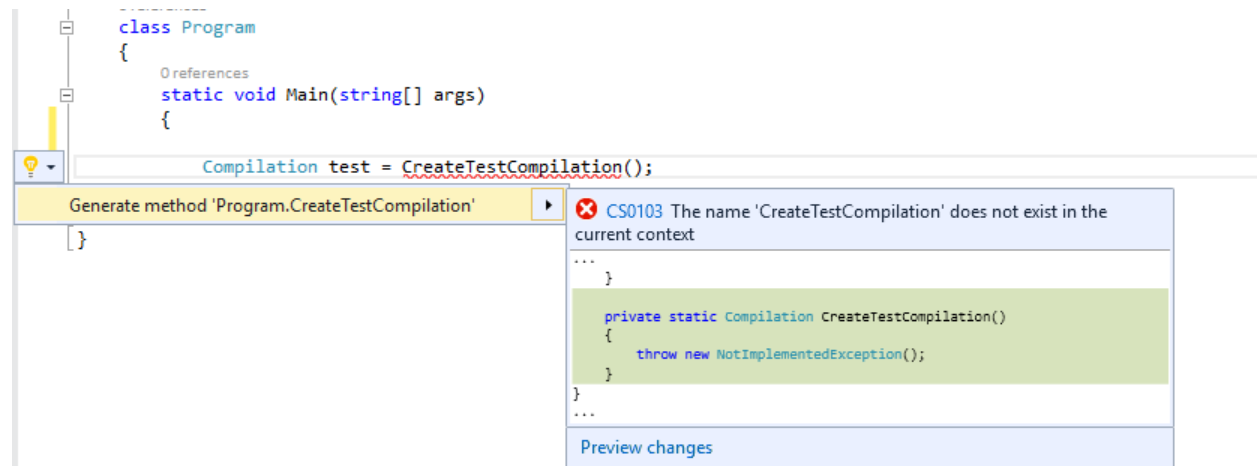 class Program
{
0 references
static void Main(string[] args)
{
Compilation test = CreateTestCompilation();
Generate method 'Program.CreateTestCompilation'
}
CS0103 The name 'CreateTestCompilation' does not exist in the
current context
...
}
private static Compilation CreateTestCompilation()
{
throw new NotImplementedException();
}
}
...
Preview changes